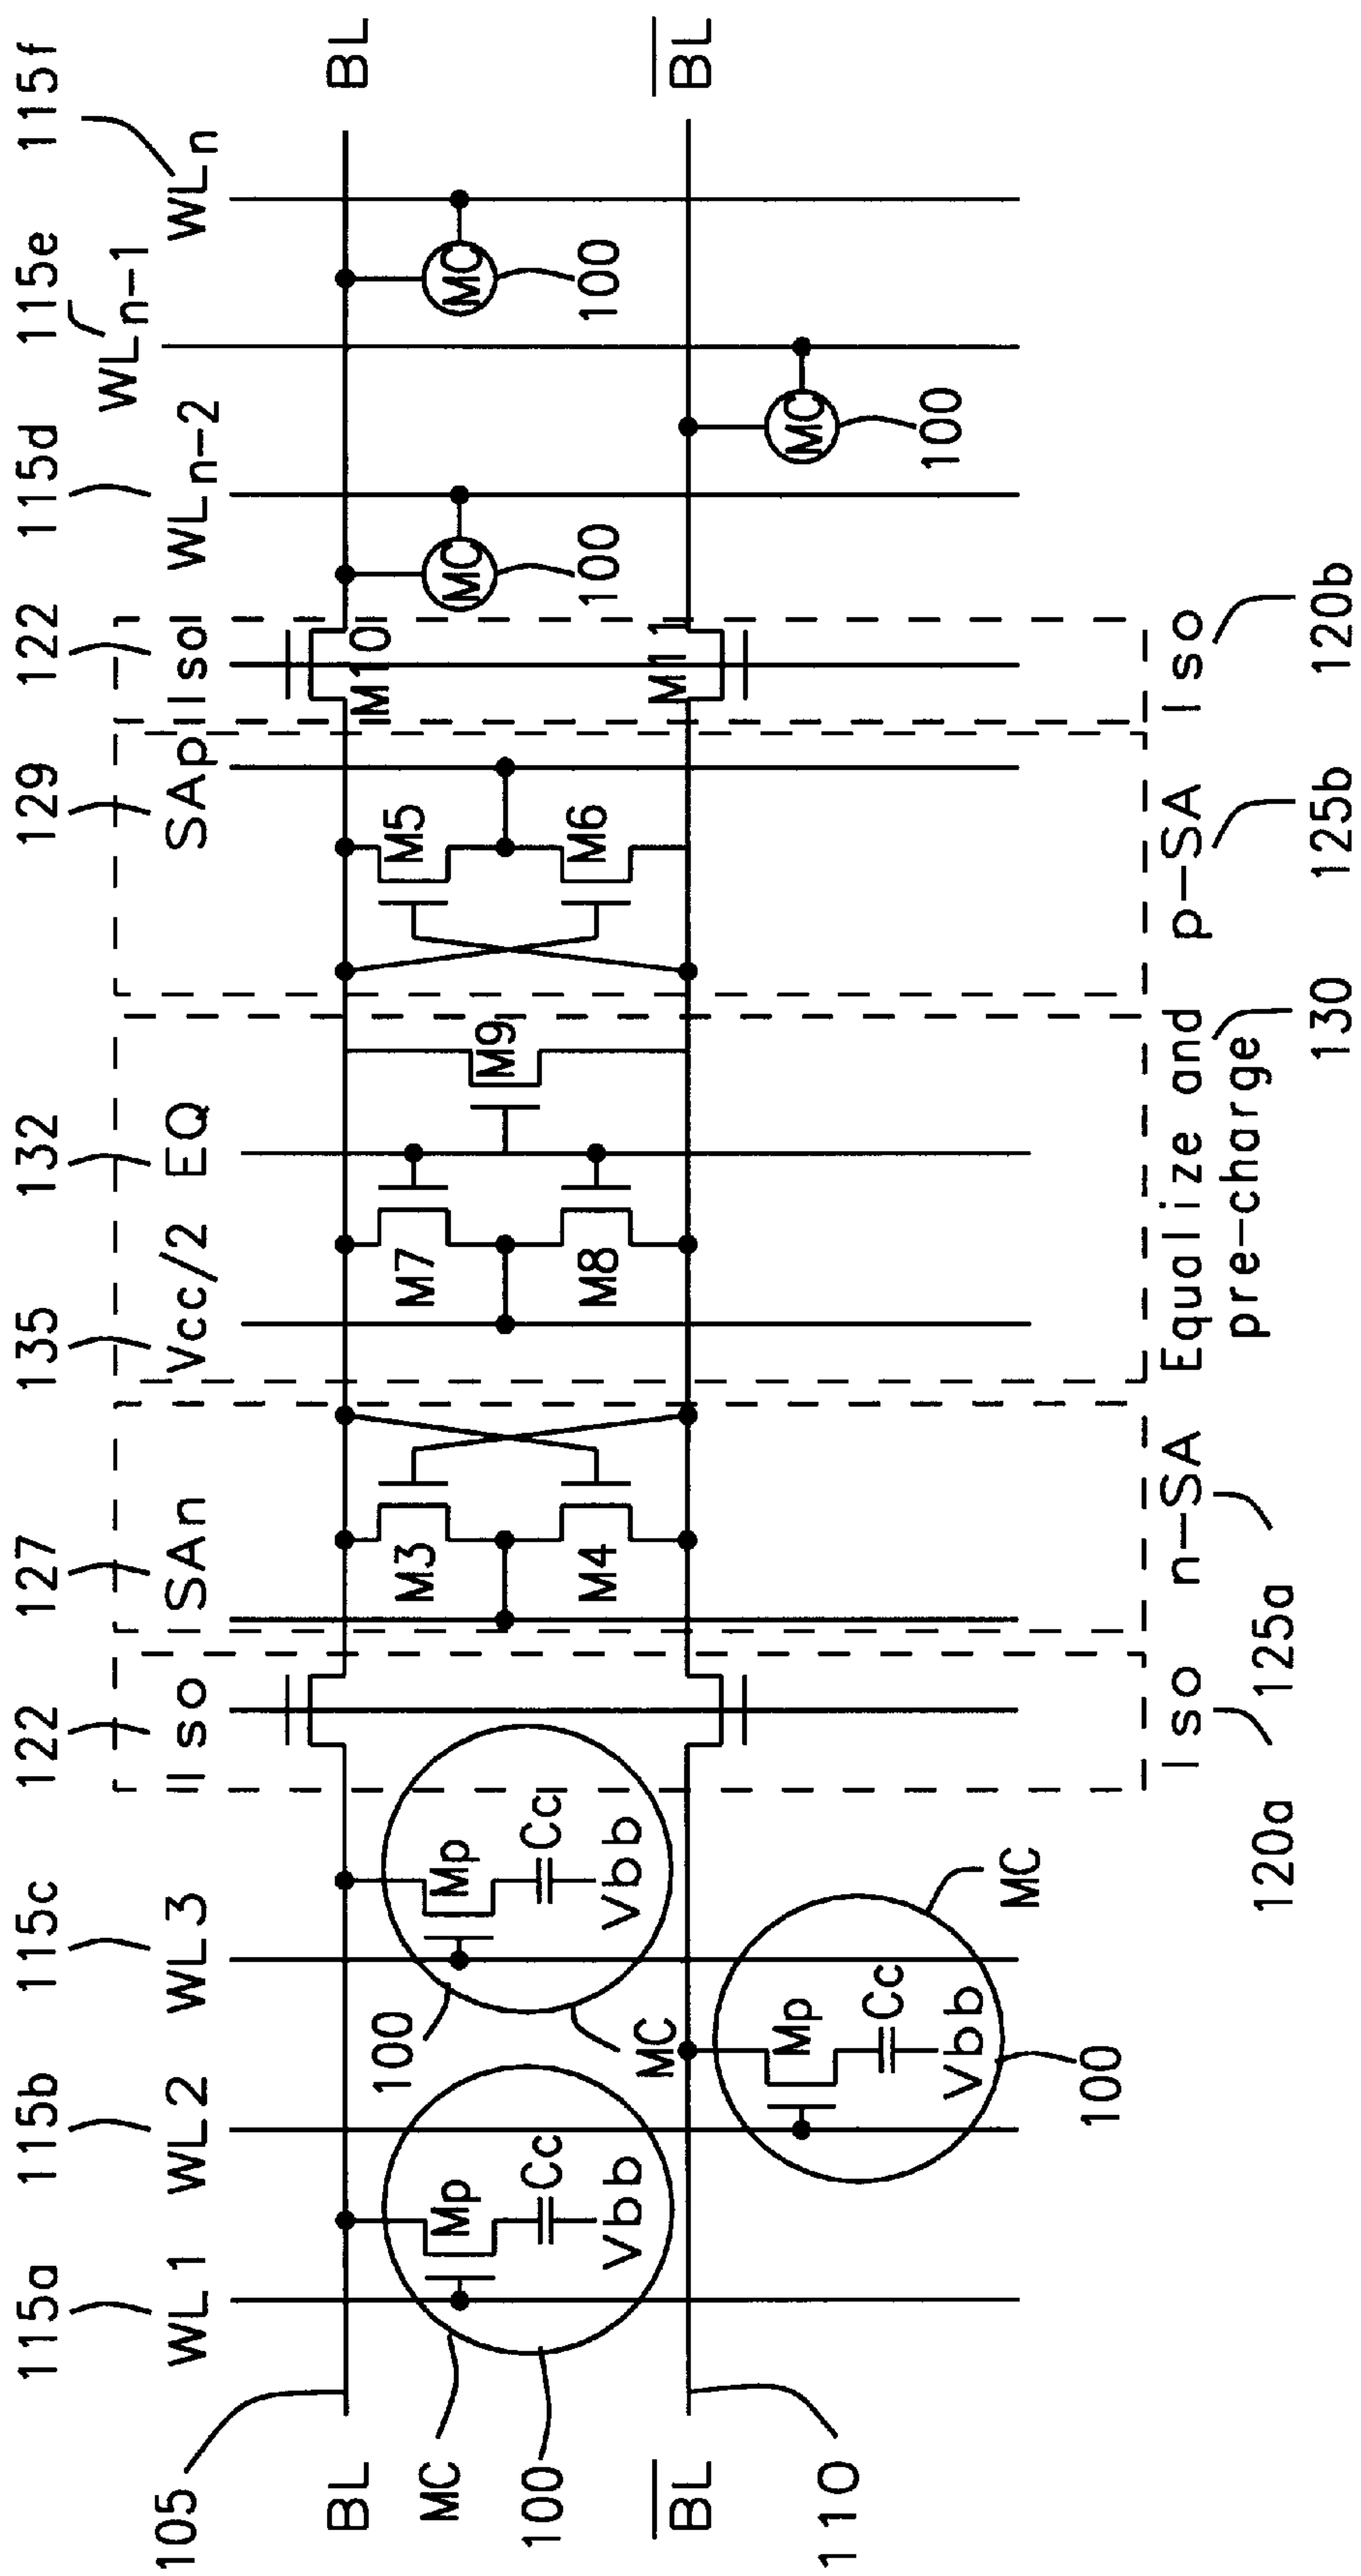 115a
115b
115c
122
127
135
132
129
122
115d
115e
115f
WL1
WL2
WL3
Iso
SAn
Vcc/2
EQ
SAp
Iso
WLn-2
WLn-1
WLn
105
BL
BL
M10
MC
100
Mp
Cc
Vbb
100
MC
Mp
Cc
Vbb
M3
M4
M7
M8
M9
M5
M6
MC
100
MC
100
BL
BL
M11
110
Mp
Cc
Vbb
100
MC
MC
100
Iso
n-SA
Equalize and
pre-charge
p-SA
Iso
120a
125a
130
125b
120b